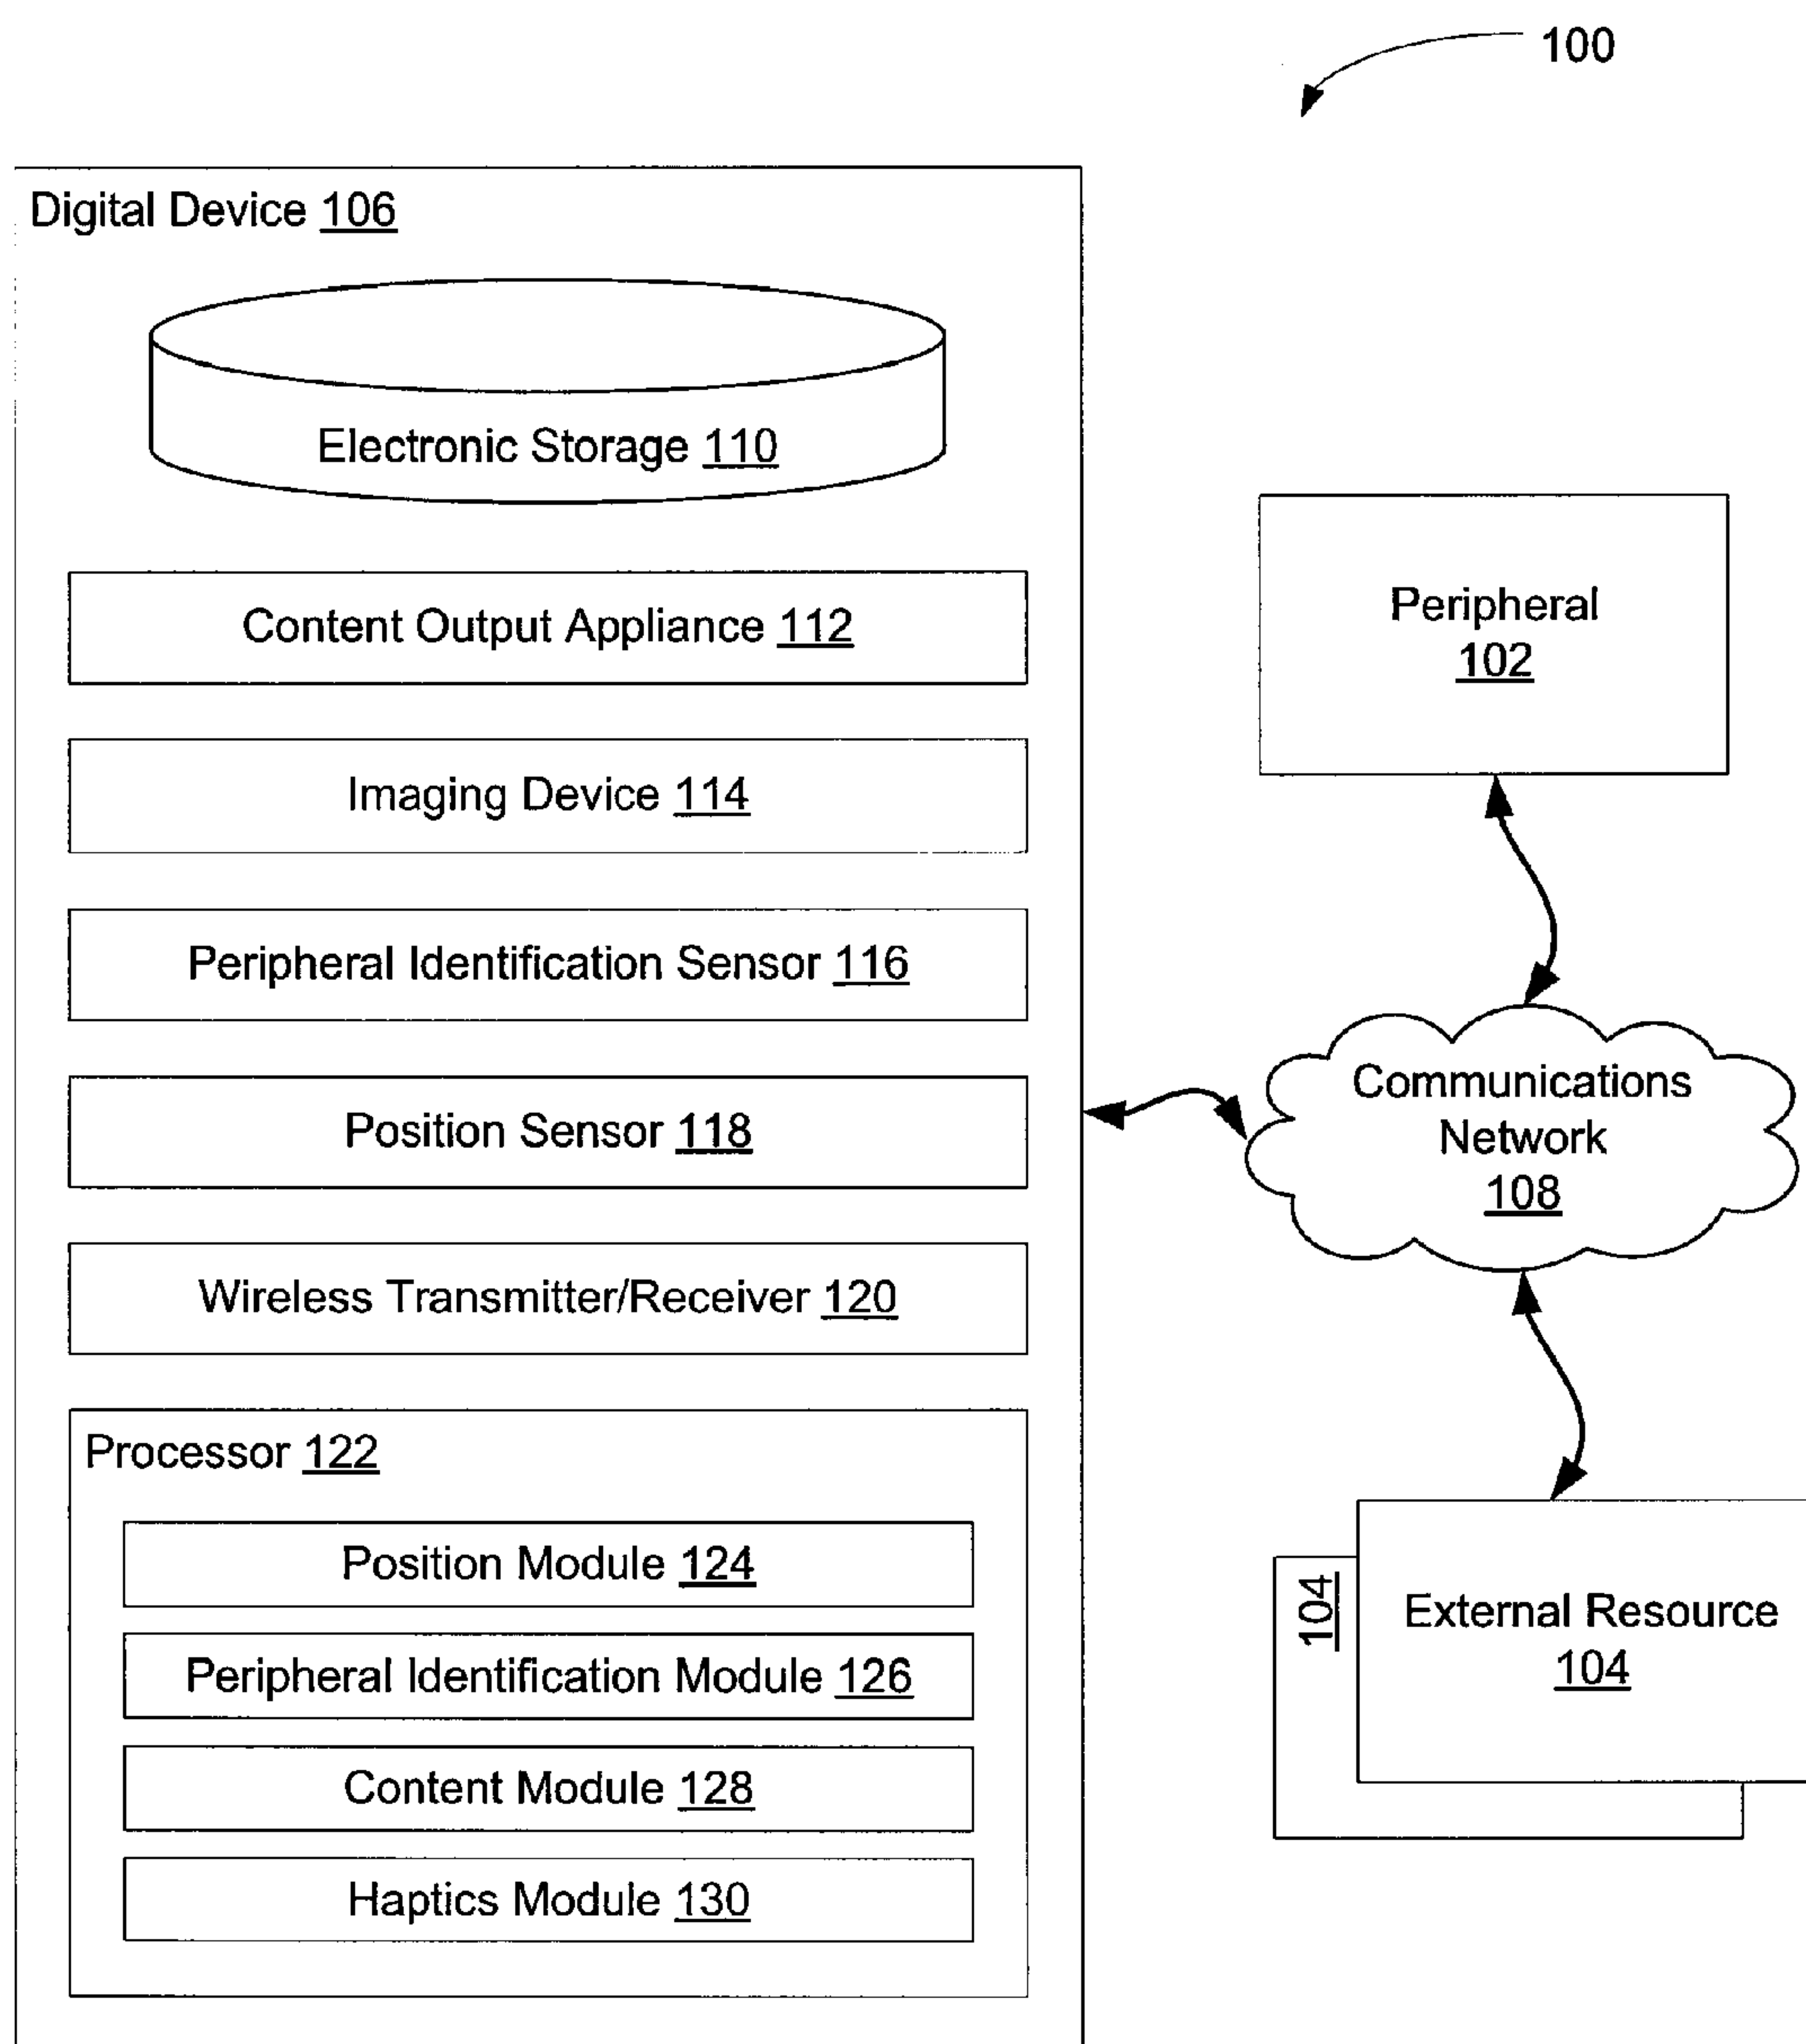 100
Digital Device 106
Electronic Storage 110
Content Output Appliance 112
Imaging Device 114
Peripheral Identification Sensor 116
Position Sensor 118
Wireless Transmitter/Receiver 120
Processor 122
Position Module 124
Peripheral Identification Module 126
Content Module 128
Haptics Module 130
Peripheral
102
Communications
Network
108
104
External Resource
104